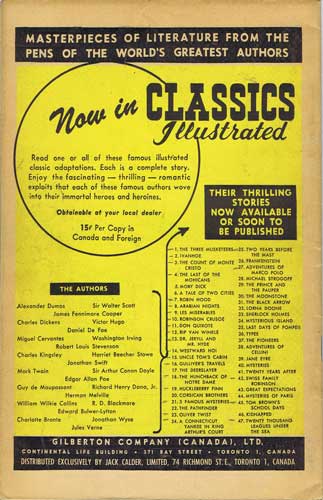 MASTERPIECES OF LITERATURE FROM THE
PENS OF THE WORLD'S GREATEST AUTHORS
Now in CLASSICS
Illustrated
Read one or all of these famous illustrated
classic adaptations. Each is a complete story.
Enjoy the fascinating — thrilling — romantic
exploits that each of these famous authors wove
into their immortal heroes and heroines.
Obtainable at your local dealer
15¢ Per Copy in
Canada and Foreign
THEIR THRILLING
STORIES
NOW AVAILABLE
OR SOON TO
BE PUBLISHED
THE AUTHORS
Alexander Dumas Sir Walter Scott
James Fennimore Cooper
Charles Dickens Victor Hugo
Daniel De Foe
Miguel Cervantes Washington Irving
Robert Louis Stevenson
Charles Kingsley Harriet Beecher Stowe
Jonathan Swift
Mark Twain Sir Arthur Conan Doyle
Edgar Allan Poe
Guy de Maupassant Richard Henry Dana, Jr.
Herman Melville
William Wilkie Collins R. D. Blackmore
Edward Bulwer-Lytton
Charlotte Bronte Jonathan Wyss
Jules Verne
1. THE THREE MUSKETEERS
2. IVANHOE
3. THE COUNT OF MONTE
CRISTO
4. THE LAST OF THE
MOHICANS
5. MOBY DICK
6. A TALE OF TWO CITIES
7. ROBIN HOOD
8. ARABIAN NIGHTS
9. LES MISERABLES
10. ROBINSON CRUSOE
11. DON QUIXOTE
12. RIP VAN WINKLE
13. DR. JEKYLL AND
MR. HYDE
14. WESTWARD HO!
15. UNCLE TOM'S CABIN
16. GULLIVER'S TRAVELS
17. THE DEERSLAYER
18. THE HUNCHBACK OF
NOTRE DAME
19. HUCKLEBERRY FINN
20. CORSICAN BROTHERS
21. 3 FAMOUS MYSTERIES
22. THE PATHFINDER
23. OLIVER TWIST
24. A CONNECTICUT
YANKEE IN KING
ARTHUR'S COURT
25. TWO YEARS BEFORE
THE MAST
26. FRANKENSTEIN
27. ADVENTURES OF
MARCO POLO
28. MICHAEL STROGOFF
29. THE PRINCE AND
THE PAUPER
30. THE MOONSTONE
31. THE BLACK ARROW
32. LORNA DOONE
33. SHERLOCK HOLMES
34. MYSTERIOUS ISLAND
35. LAST DAYS OF POMPEII
36. TYPEE
37. THE PIONEERS
38. ADVENTURES OF
CELLINI
39. JANE EYRE
40. MYSTERIES
41. TWENTY YEARS AFTER
42. SWISS FAMILY
ROBINSON
43. GREAT EXPECTATIONS
44. MYSTERIES OF PARIS
45. TOM BROWN'S
SCHOOL DAYS
46. KIDNAPPED
47. TWENTY THOUSAND
LEAGUES UNDER
THE SEA
GILBERTON COMPANY (CANADA), LTD.
CONTINENTAL LIFE BUILDING • 371 BAY STREET • TORONTO 1, CANADA
DISTRIBUTED EXCLUSIVELY BY JACK CALDER, LIMITED, 74 RICHMOND ST. E., TORONTO 1, CANADA